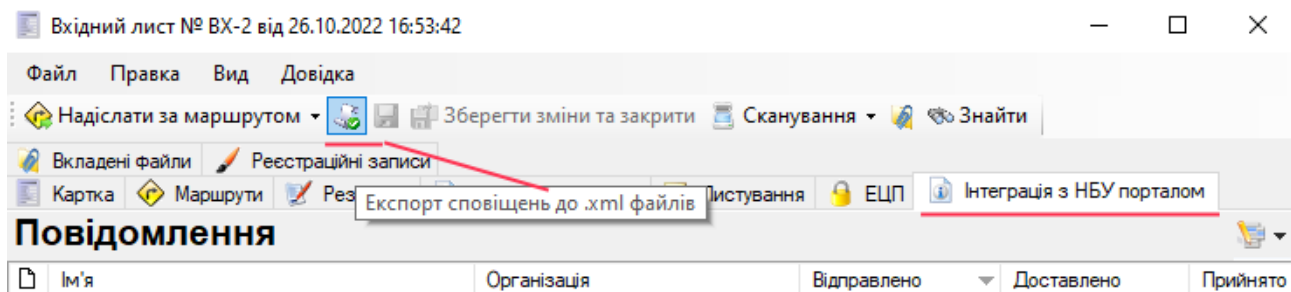 Вхідний лист № ВХ-2 від 26.10.2022 16:53:42
Файл Правка Вид Довідка
Надіслати за маршрутом Зберегти зміни та закрити Сканування Знайти
Вкладені файли Реєстраційні записи
Картка Маршрути Рез Листування ЕЦП Інтеграція з НБУ порталом
Експорт сповіщень до .xml файлів
Повідомлення
Ім'я Організація Відправлено Доставлено Прийнято